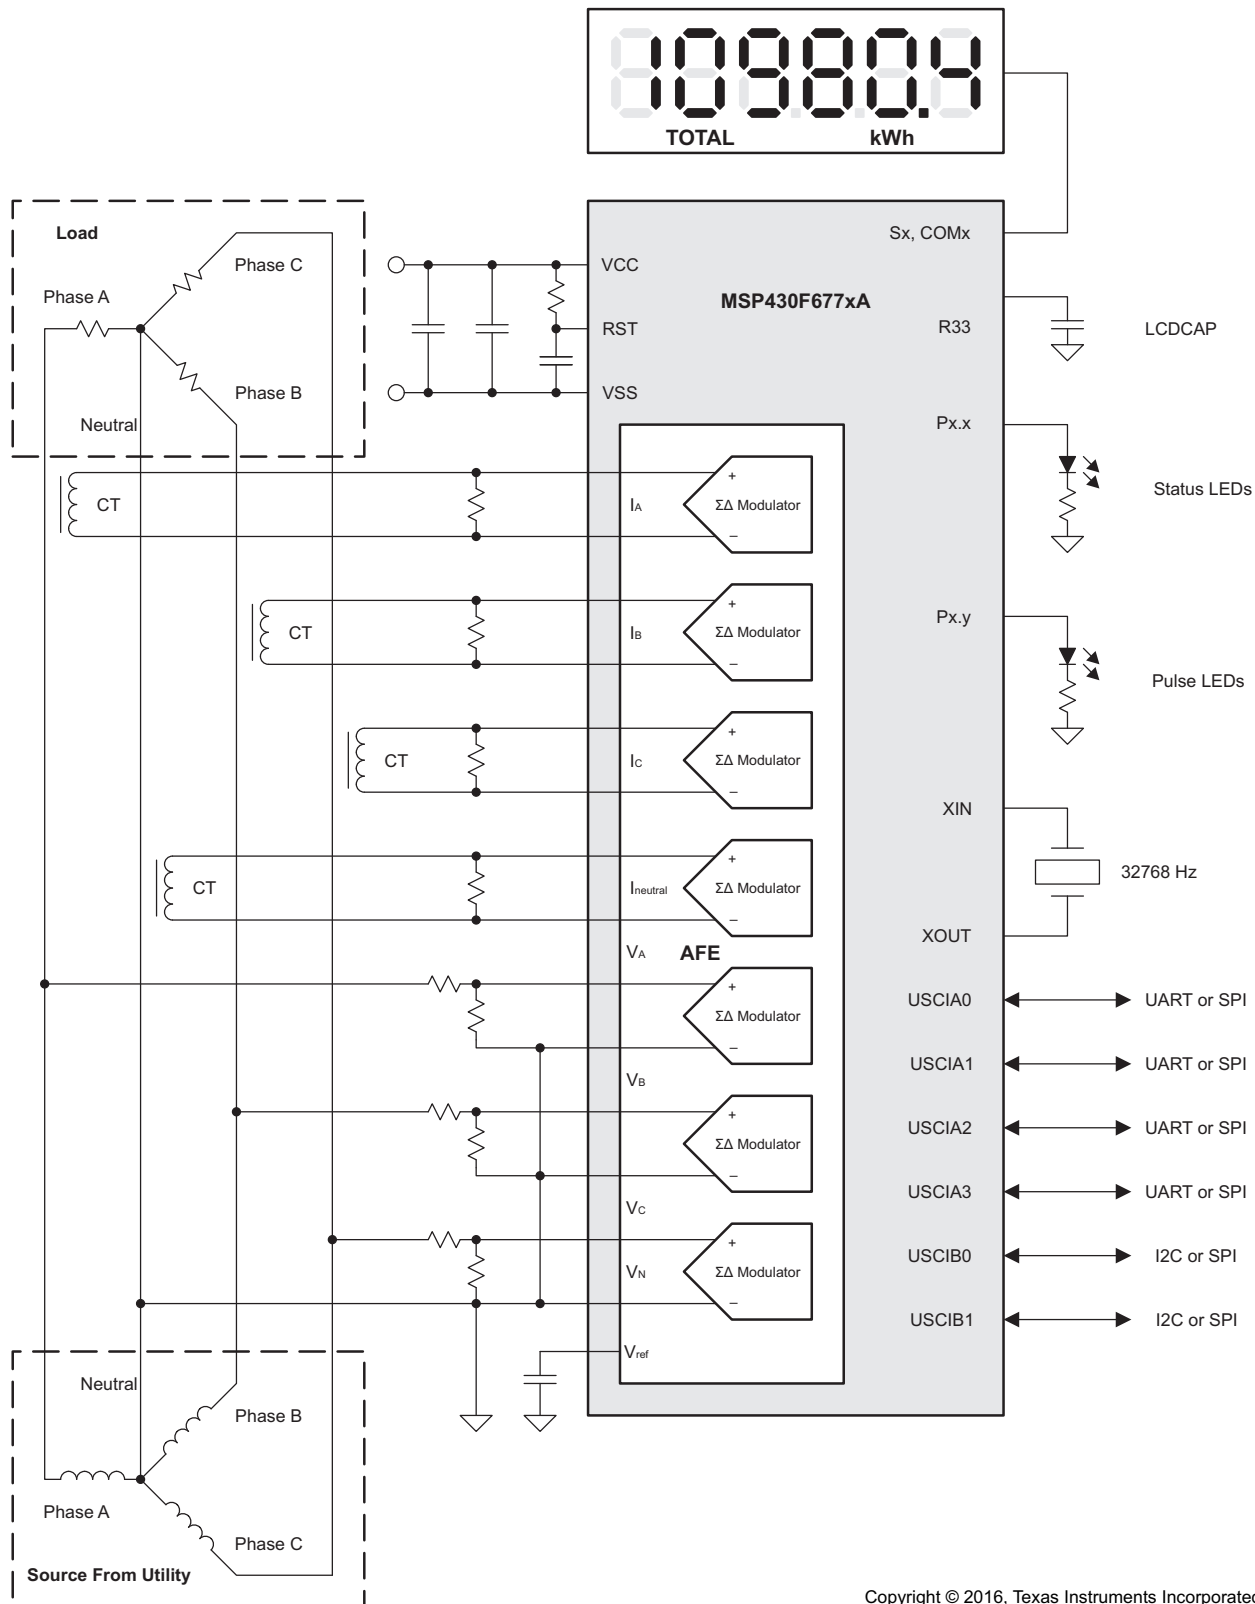 10980.4
TOTAL kWh
Load
Phase C
Phase A
Phase B
Neutral
VCC
RST
VSS
MSP430F677xA
Sx, COMx
R33
LCDCAP
Px.x
Status LEDs
Px.y
Pulse LEDs
XIN
32768 Hz
XOUT
USCIA0 UART or SPI
USCIA1 UART or SPI
USCIA2 UART or SPI
USCIA3 UART or SPI
USCIB0 I2C or SPI
USCIB1 I2C or SPI
CT
IA
+
ΣΔ Modulator
–
CT
IB
+
ΣΔ Modulator
–
CT
IC
+
ΣΔ Modulator
–
CT
Ineutral
+
ΣΔ Modulator
–
VA AFE
+
ΣΔ Modulator
–
VB
+
ΣΔ Modulator
–
VC
+
VN ΣΔ Modulator
–
Vref
Neutral
Phase B
Phase A
Phase C
Source From Utility
Copyright © 2016, Texas Instruments Incorporated